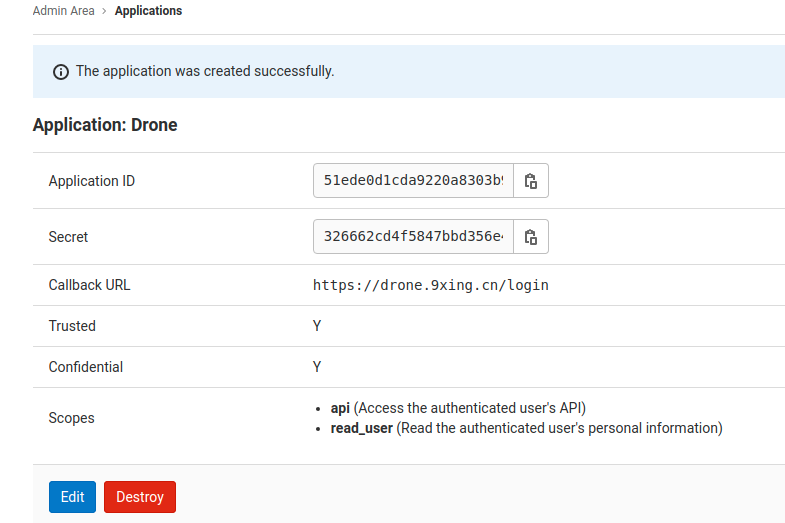 Admin Area > Applications
The application was created successfully.
Application: Drone
Application ID 51ede0d1cda9220a8303b
Secret 326662cd4f5847bbd356e
Callback URL https://drone.9xing.cn/login
Trusted Y
Confidential Y
Scopes
• api (Access the authenticated user's API)
• read_user (Read the authenticated user's personal information)
Edit Destroy